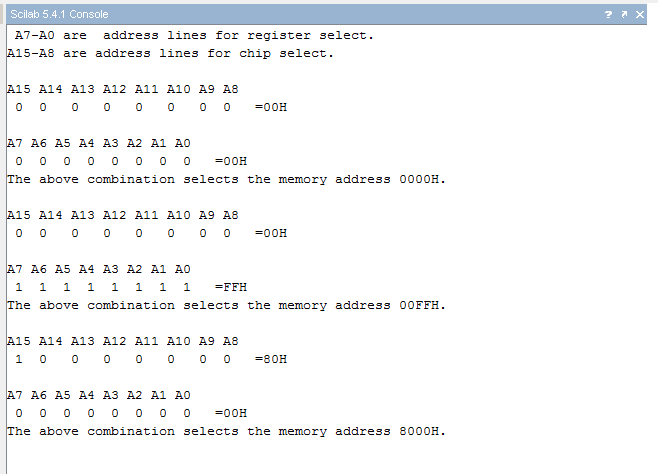 Scilab 5.4.1 Console
A7-A0 are  address lines for register select.
A15-A8 are address lines for chip select.
A15 A14 A13 A12 A11 A10 A9 A8
0  0   0   0   0   0   0  0   =00H
A7 A6 A5 A4 A3 A2 A1 A0
0  0  0  0  0  0  0  0   =00H
The above combination selects the memory address 0000H.
A15 A14 A13 A12 A11 A10 A9 A8
0  0   0   0   0   0   0  0   =00H
A7 A6 A5 A4 A3 A2 A1 A0
1  1  1  1  1  1  1  1   =FFH
The above combination selects the memory address 00FFH.
A15 A14 A13 A12 A11 A10 A9 A8
1  0   0   0   0   0   0  0   =80H
A7 A6 A5 A4 A3 A2 A1 A0
0  0  0  0  0  0  0  0   =00H
The above combination selects the memory address 8000H.